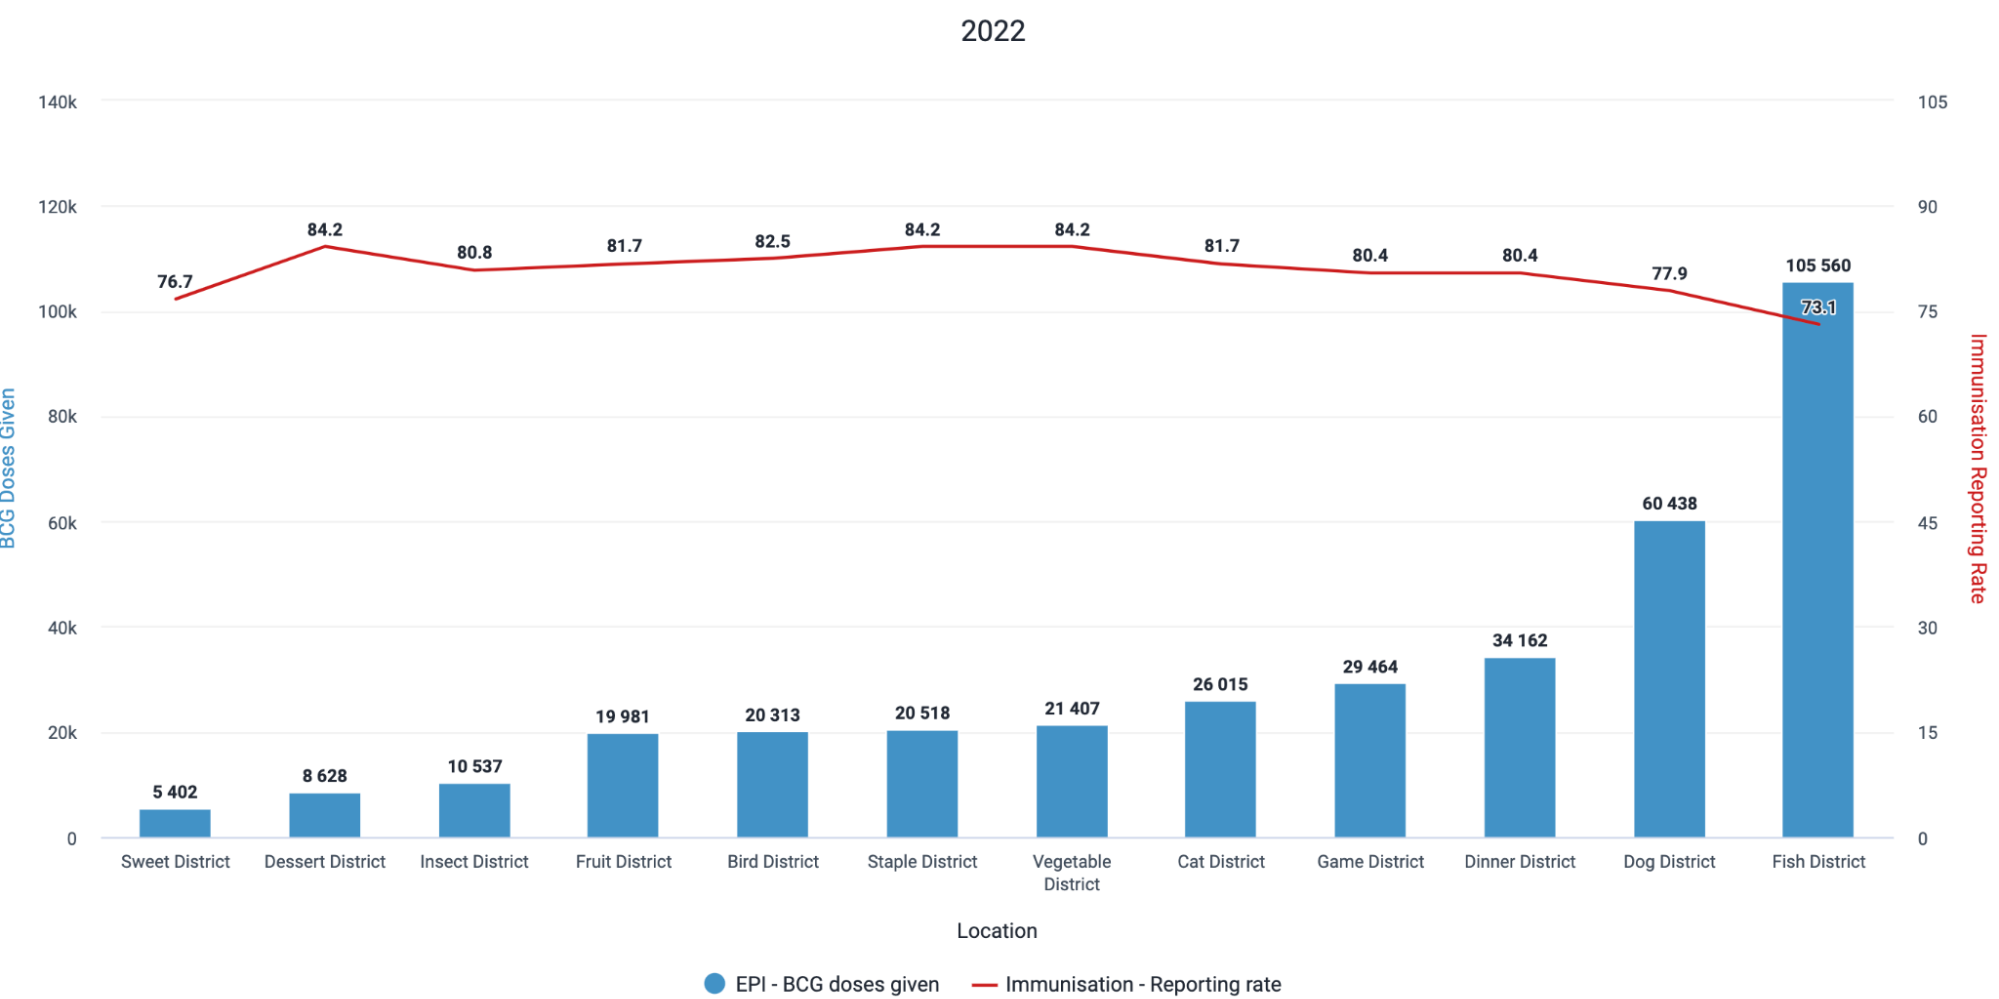 2022
140k
120k
100k
80k
60k
40k
20k
0
BCG Doses Given
105
90
75
60
45
30
15
0
Immunisation Reporting Rate
76.7
84.2
80.8
81.7
82.5
84.2
84.2
81.7
80.4
80.4
77.9
73.1
5 402
8 628
10 537
19 981
20 313
20 518
21 407
26 015
29 464
34 162
60 438
105 560
Sweet District
Dessert District
Insect District
Fruit District
Bird District
Staple District
Vegetable
District
Cat District
Game District
Dinner District
Dog District
Fish District
Location
EPI - BCG doses given
Immunisation - Reporting rate